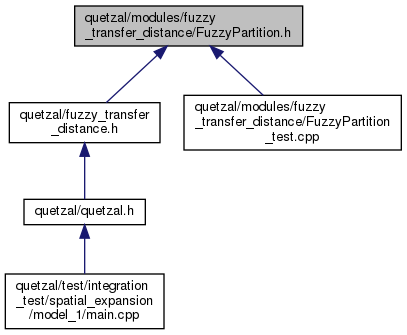 quetzal/modules/fuzzy
_transfer_distance/FuzzyPartition.h
quetzal/fuzzy_transfer
_distance.h
quetzal/modules/fuzzy
_transfer_distance/FuzzyPartition
_test.cpp
quetzal/quetzal.h
quetzal/test/integration
_test/spatial_expansion
/model_1/main.cpp